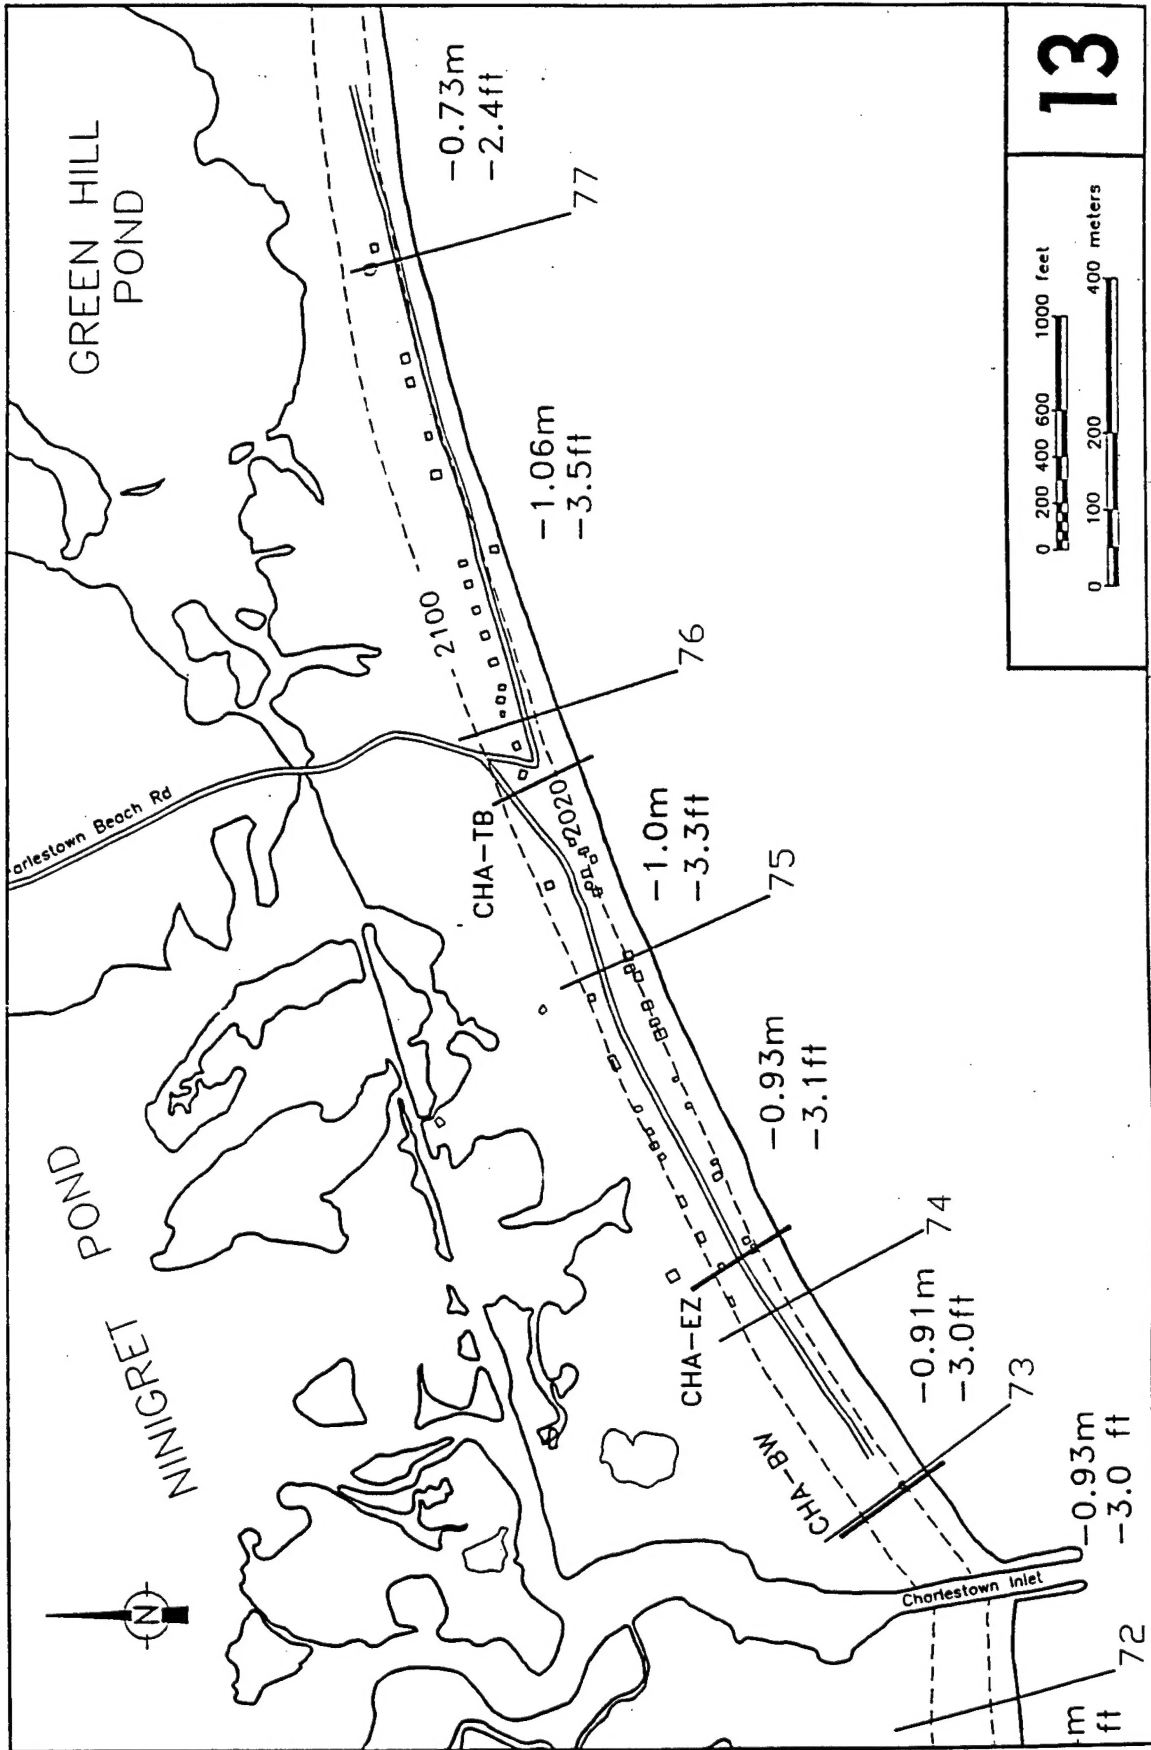 GREEN HILL
POND
NINIGRET POND
arlestown Beach Rd
2100
2020
CHA-TB
CHA-EZ
CHA-BW
Charlestown Inlet
72
73
74
75
76
77
m
ft
-0.93m
-3.0 ft
-0.91m
-3.0ft
-0.93m
-3.1ft
-1.0m
-3.3ft
-1.06m
-3.5ft
-0.73m
-2.4ft
N
0 200 400 600 1000 feet
0 100 200 400 meters
13